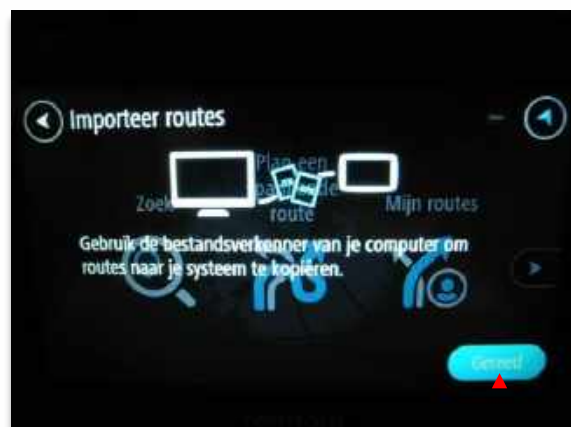 Importeer routes
Plan een
Zoek
route
Mijn routes
Gebruik de bestandsverkenner van je computer om
routes naar je systeem te kopiëren.
Gereed